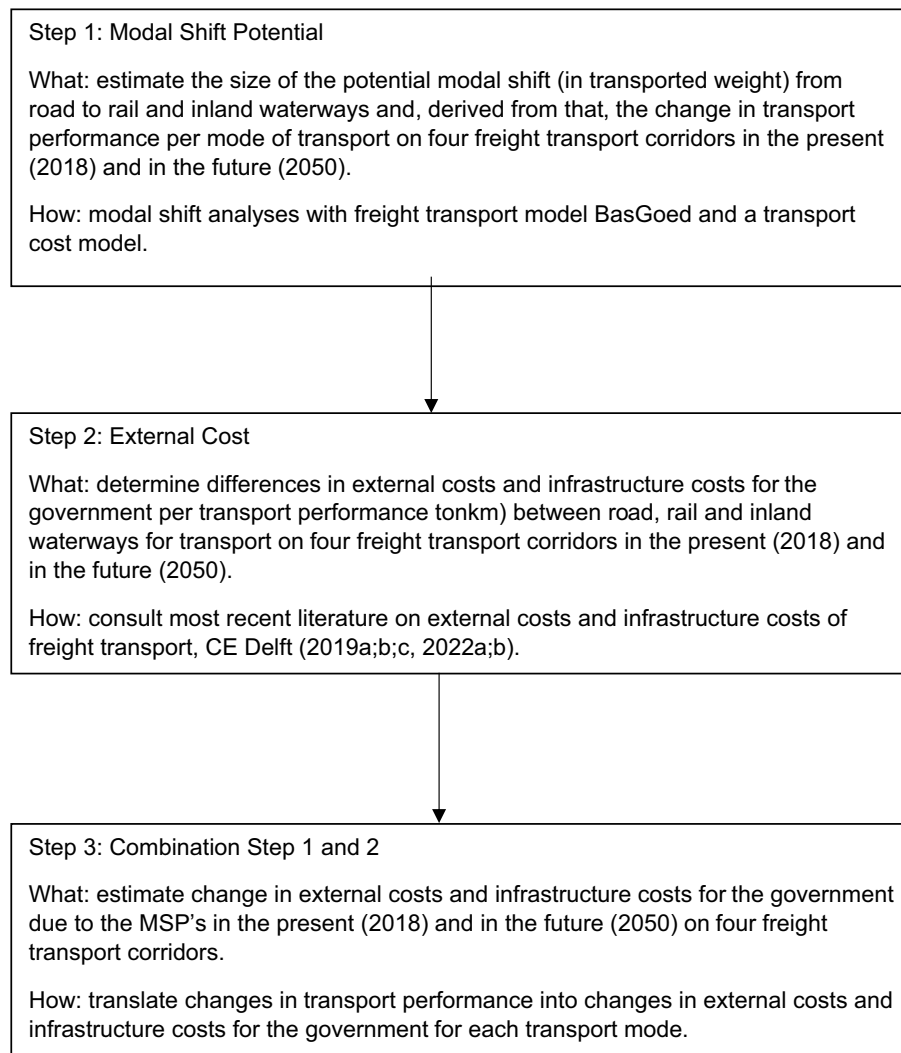 Step 1: Modal Shift Potential
What: estimate the size of the potential modal shift (in transported weight) from
road to rail and inland waterways and, derived from that, the change in transport
performance per mode of transport on four freight transport corridors in the present
(2018) and in the future (2050).
How: modal shift analyses with freight transport model BasGoed and a transport
cost model.
Step 2: External Cost
What: determine differences in external costs and infrastructure costs for the
government per transport performance tonkm) between road, rail and inland
waterways for transport on four freight transport corridors in the present (2018) and
in the future (2050).
How: consult most recent literature on external costs and infrastructure costs of
freight transport, CE Delft (2019a;b;c, 2022a;b).
Step 3: Combination Step 1 and 2
What: estimate change in external costs and infrastructure costs for the government
due to the MSP's in the present (2018) and in the future (2050) on four freight
transport corridors.
How: translate changes in transport performance into changes in external costs and
infrastructure costs for the government for each transport mode.